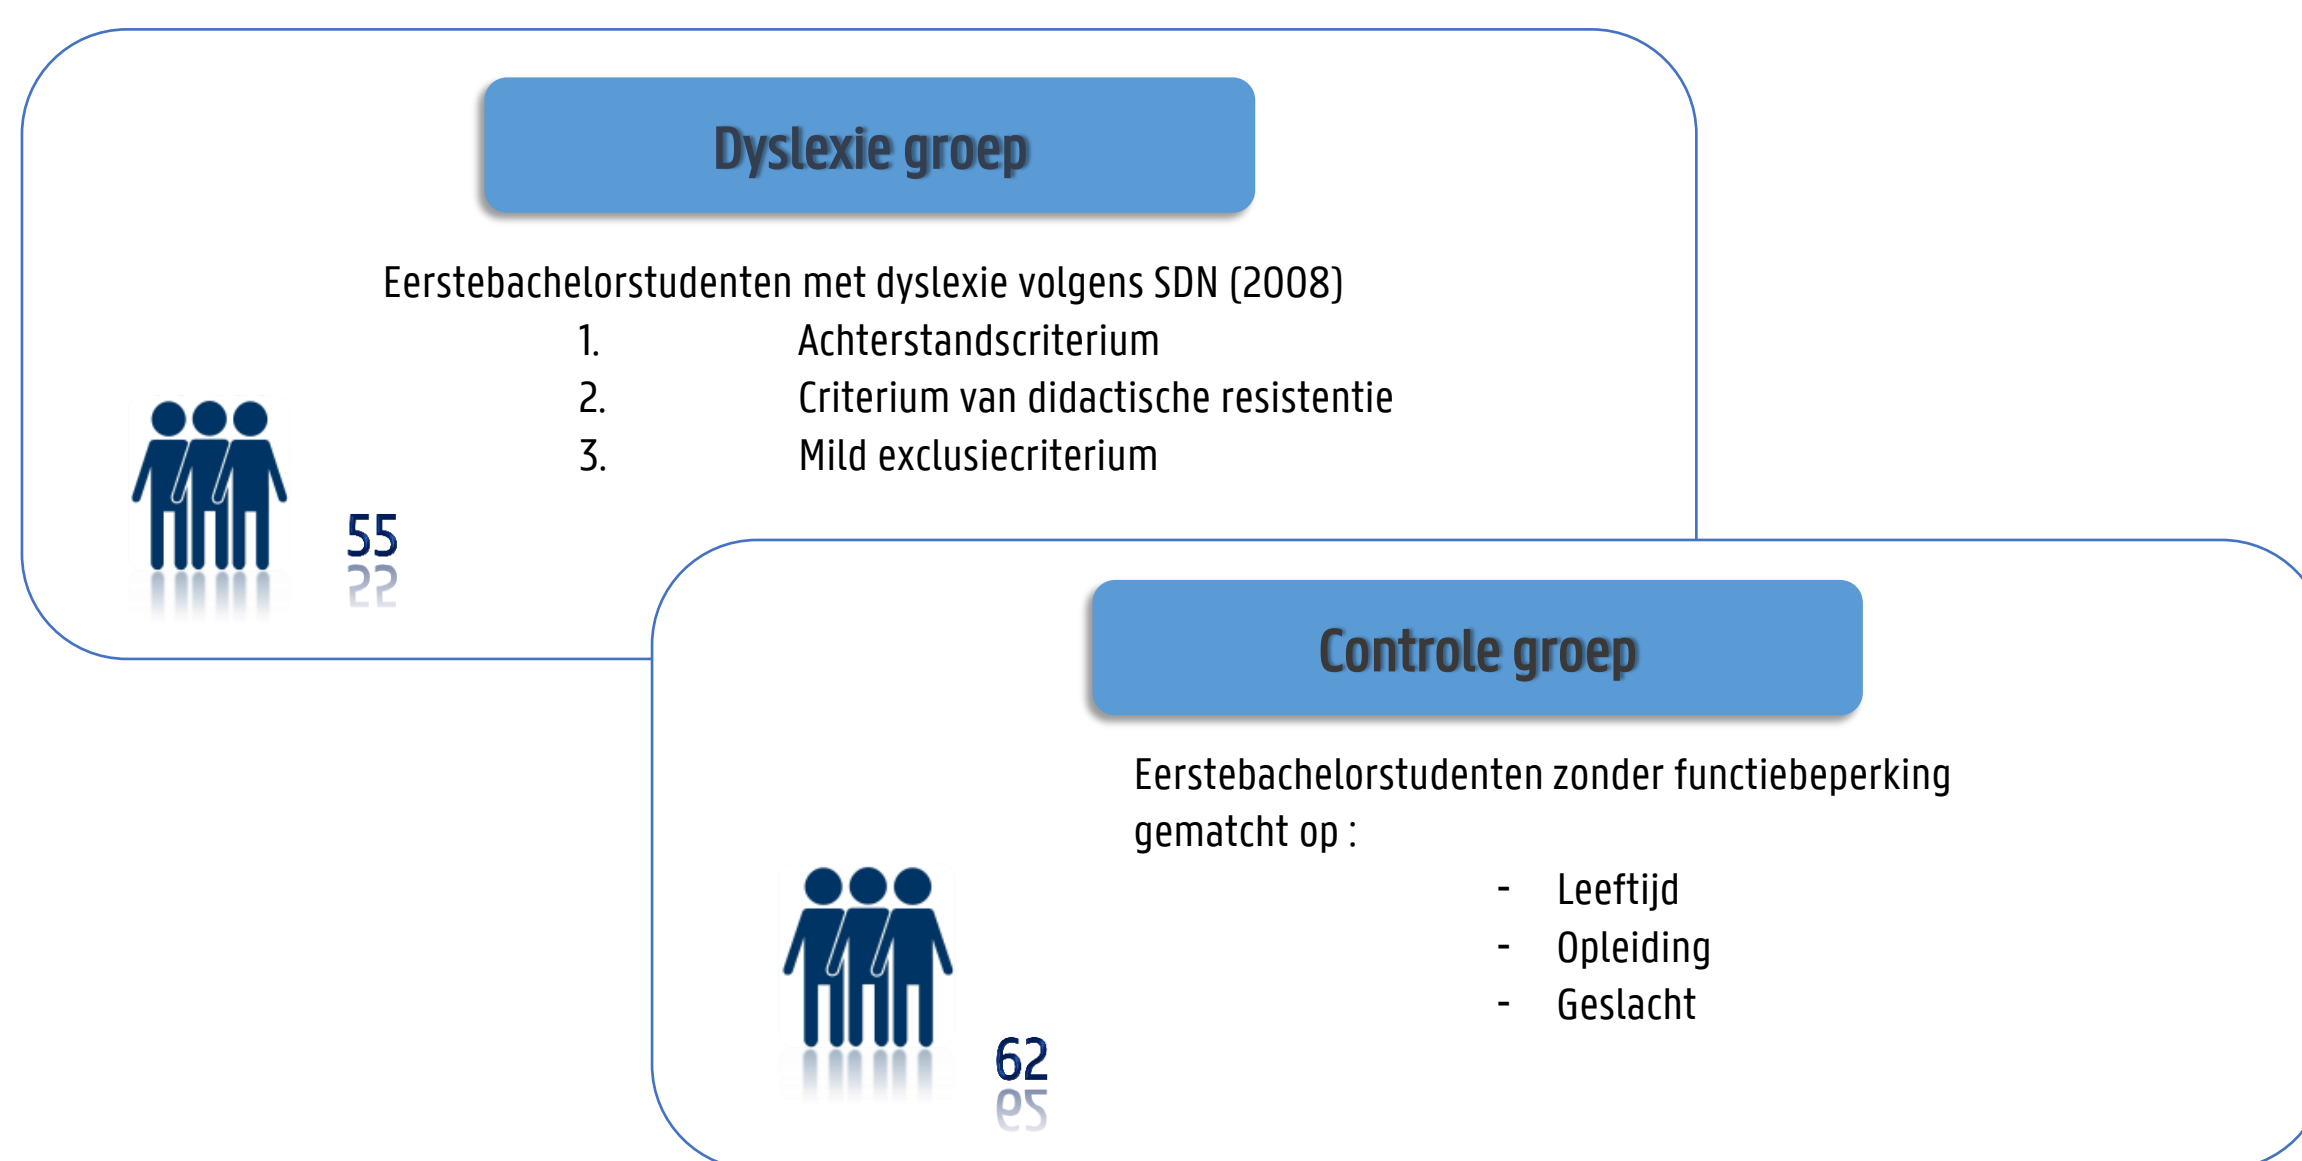 Dyslexie groep
Eerstebachelorstudenten met dyslexie volgens SDN (2008)
1. Achterstandscriterium
2. Criterium van didactische resistentie
3. Mild exclusiecriterium
55
Controle groep
Eerstebachelorstudenten zonder functiebeperking
gematcht op :
- Leeftijd
- Opleiding
- Geslacht
62